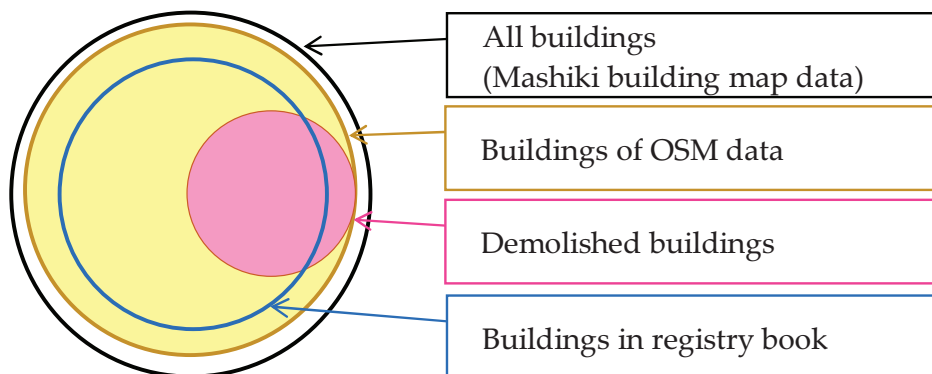 All buildings
(Mashiki building map data)
Buildings of OSM data
Demolished buildings
Buildings in registry book